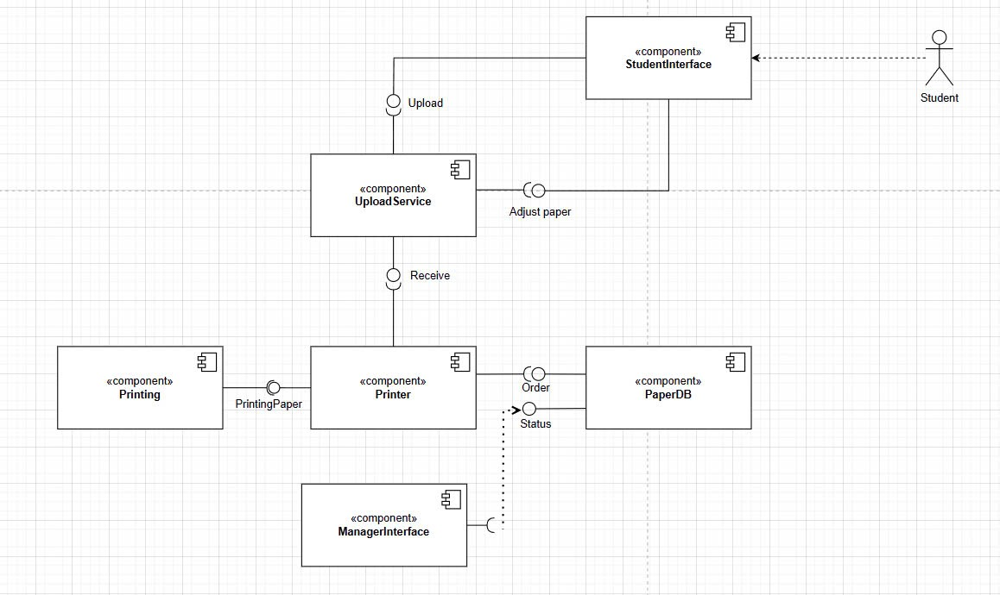 «component»
StudentInterface
Student
Upload
«component»
UploadService
Adjust paper
Receive
«component»
Printing
PrintingPaper
«component»
Printer
Order
Status
«component»
PaperDB
«component»
ManagerInterface